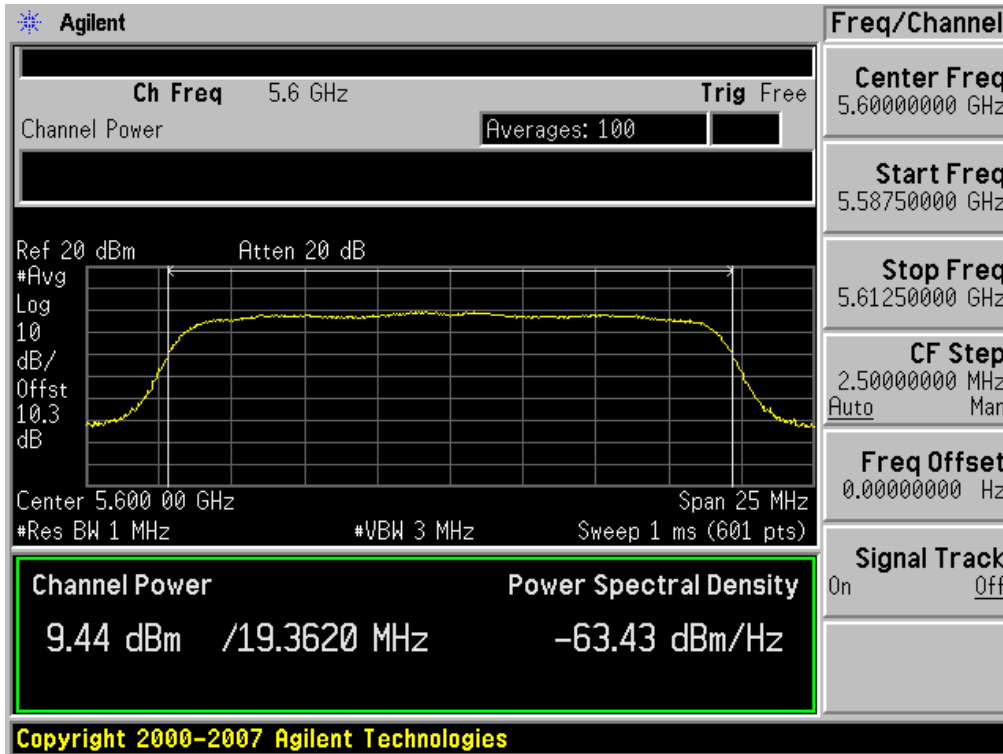 Agilent
Freq/Channel
Ch Freq 5.6 GHz Trig Free
Channel Power Averages: 100
Ref 20 dBm Atten 20 dB
#Avg
Log
10
dB/
Offst
10.3
dB
Center 5.600 00 GHz Span 25 MHz
#Res BW 1 MHz #VBW 3 MHz Sweep 1 ms (601 pts)
Channel Power Power Spectral Density
9.44 dBm /19.3620 MHz -63.43 dBm/Hz
Copyright 2000-2007 Agilent Technologies
Center Freq
5.60000000 GHz
Start Freq
5.58750000 GHz
Stop Freq
5.61250000 GHz
CF Step
2.50000000 MHz
Auto Man
Freq Offset
0.00000000 Hz
Signal Track
On Off